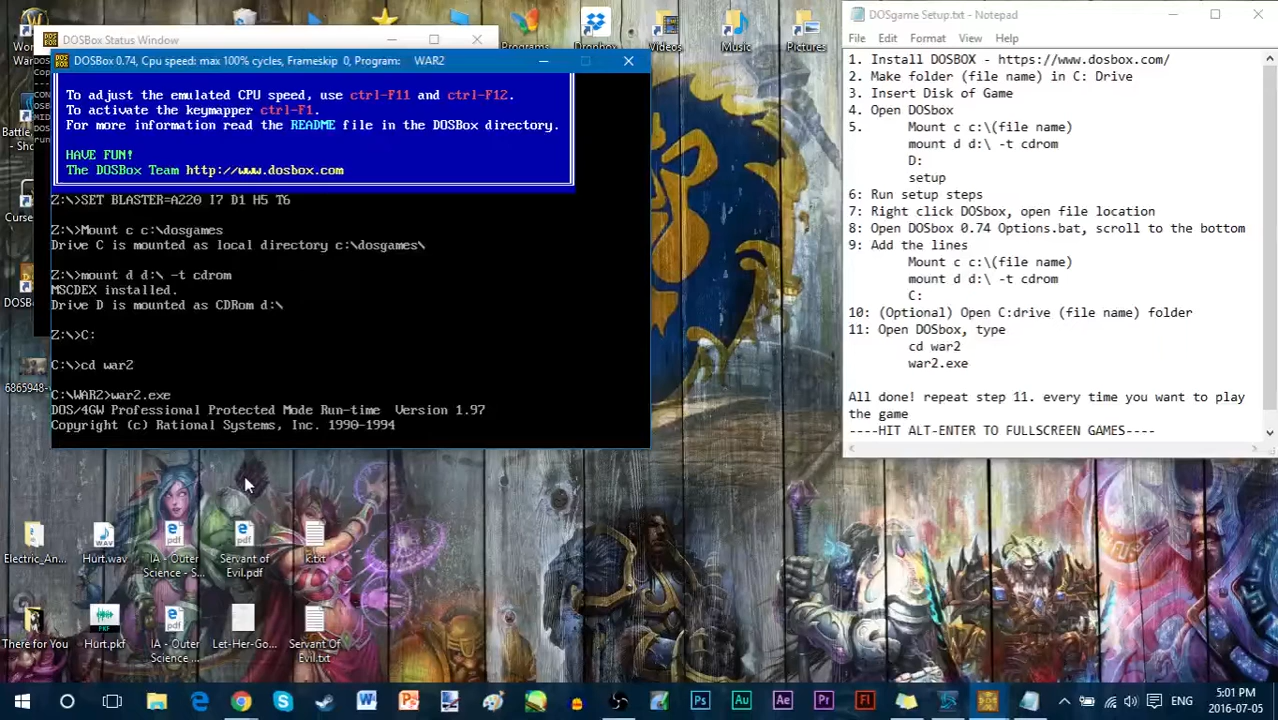 Programs
Dropbox
Videos
Music
Pictures
DOSBox Status Window
DOSBox 0.74, Cpu speed: max 100% cycles, Frameskip 0, Program: WAR2
To adjust the emulated CPU speed, use ctrl-F11 and ctrl-F12.
To activate the keymapper ctrl-F1.
For more information read the README file in the DOSBox directory.
HAVE FUN!
The DOSBox Team http://www.dosbox.com
Z:\>SET BLASTER=A220 I7 D1 H5 T6
Z:\>Mount c c:\dosgames
Drive C is mounted as local directory c:\dosgames\
Z:\>mount d d:\ -t cdrom
MSCDEX installed.
Drive D is mounted as CDRom d:\
Z:\>C:
C:\>cd war2
C:\WAR2>war2.exe
DOS/4GW Professional Protected Mode Run-time Version 1.97
Copyright (c) Rational Systems, Inc. 1990-1994
DOSgame Setup.txt - Notepad
File Edit Format View Help
1. Install DOSBOX - https://www.dosbox.com/
2. Make folder (file name) in C: Drive
3. Insert Disk of Game
4. Open DOSbox
5. Mount c c:\(file name)
mount d d:\ -t cdrom
D:
setup
6: Run setup steps
7: Right click DOSbox, open file location
8: Open DOSbox 0.74 Options.bat, scroll to the bottom
9: Add the lines
Mount c c:\(file name)
mount d d:\ -t cdrom
C:
10: (Optional) Open C:drive (file name) folder
11: Open DOSbox, type
cd war2
war2.exe
All done! repeat step 11. every time you want to play
the game
----HIT ALT-ENTER TO FULLSCREEN GAMES----
Battle.
Curse
6865948-
Electric_An...
Hurt.wav
IA - Outer
Science - S...
Servant of
Evil.pdf
k.txt
There for You
Hurt.pkf
IA - Outer
Science ...
Let-Her-Go...
Servant Of
Evil.txt
ENG
5:01 PM
2016-07-05